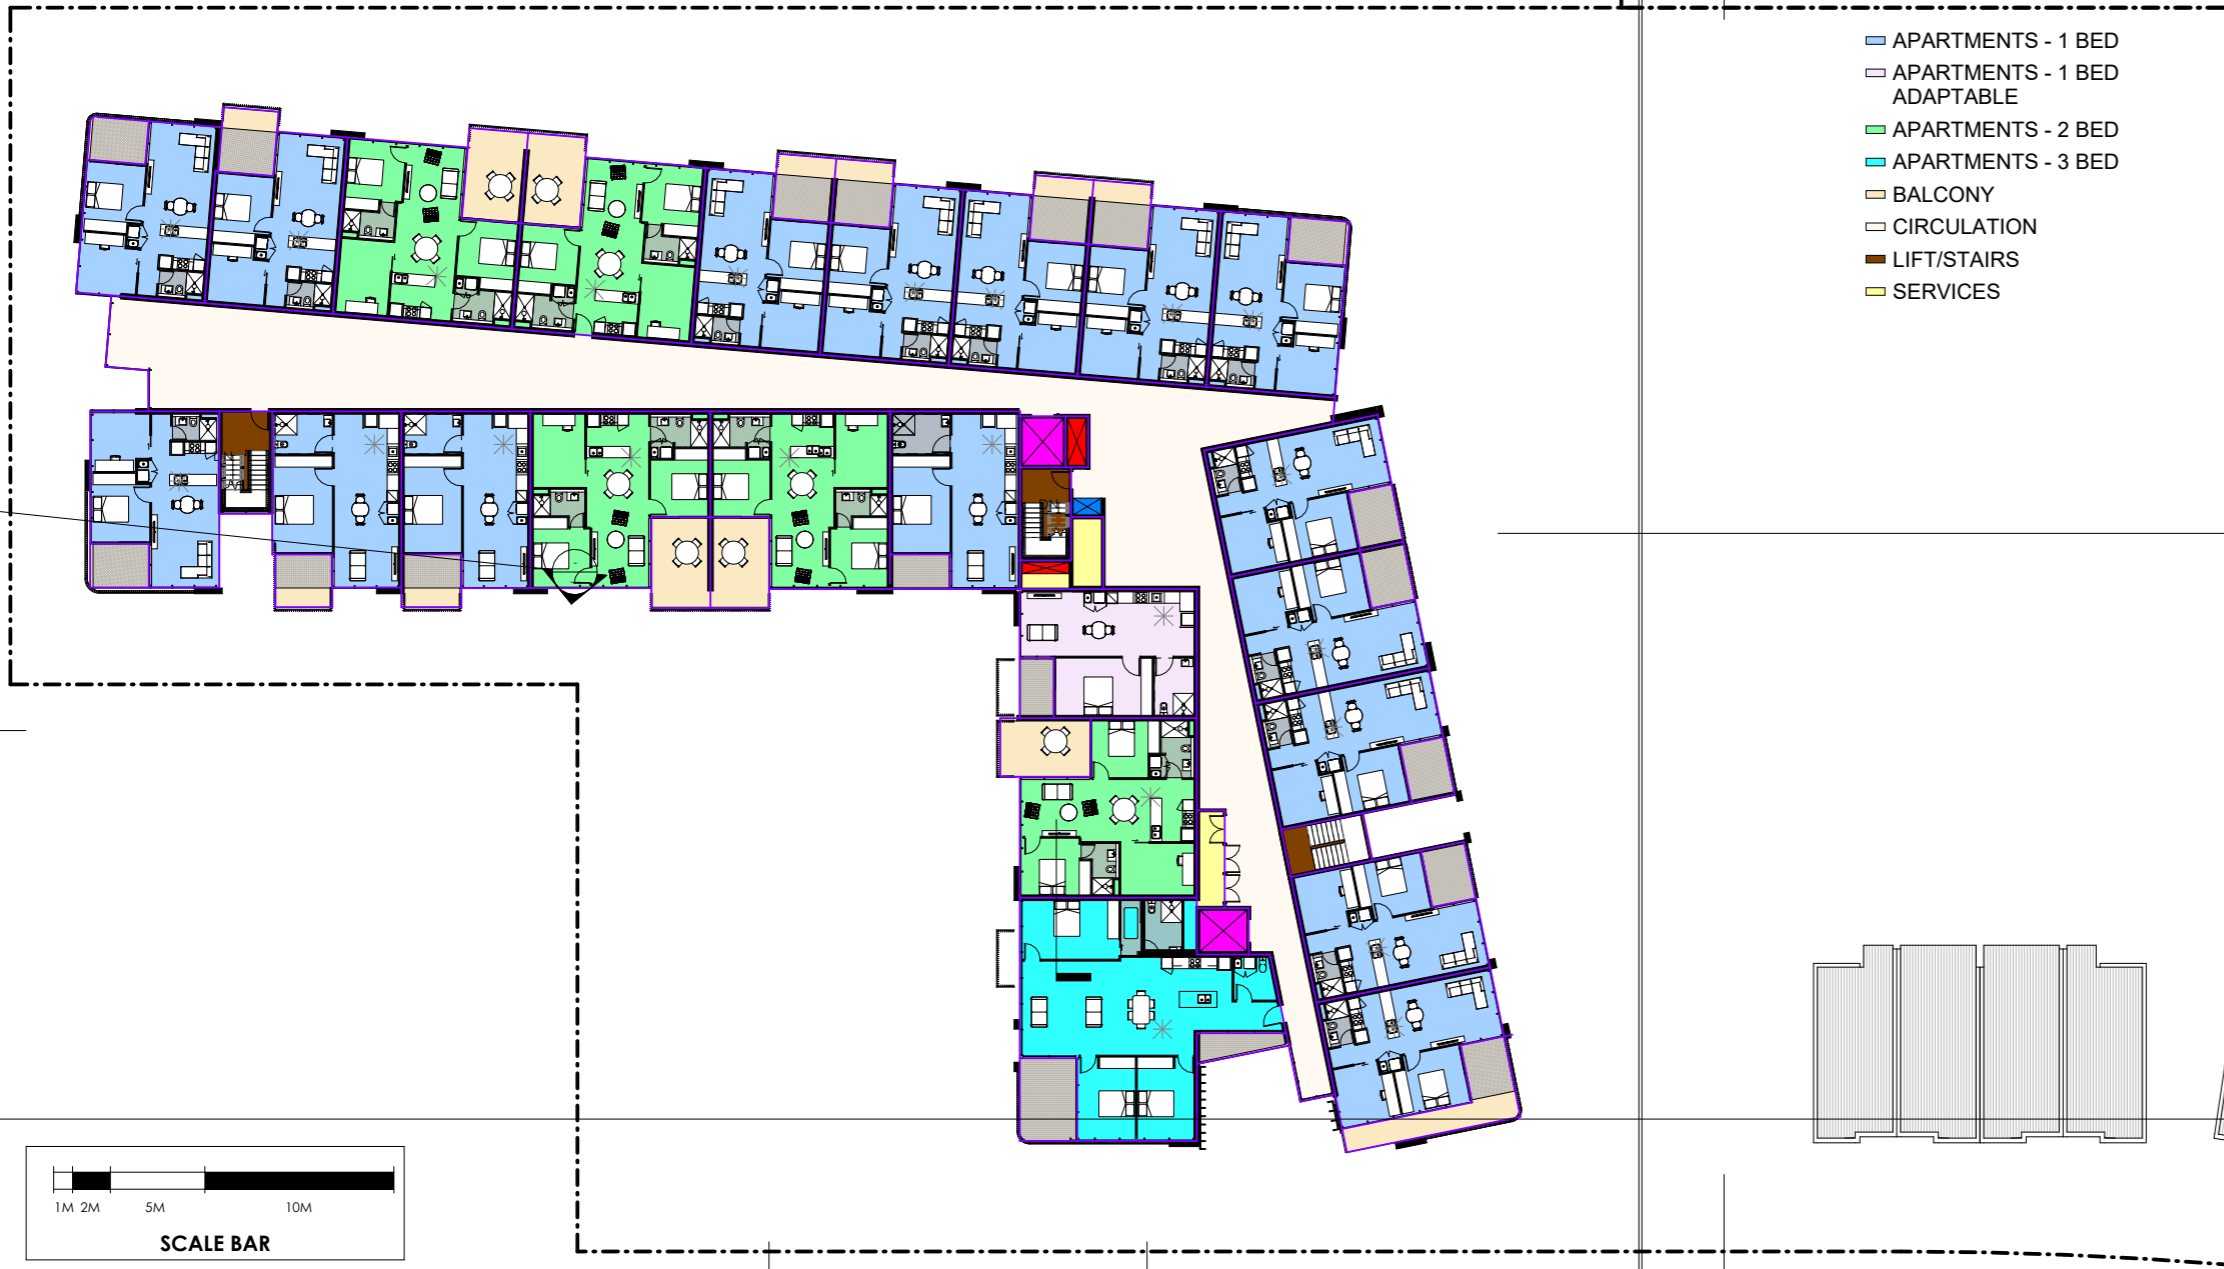 APARTMENTS - 1 BED
APARTMENTS - 1 BED
ADAPTABLE
APARTMENTS - 2 BED
APARTMENTS - 3 BED
BALCONY
CIRCULATION
LIFT/STAIRS
SERVICES
1M 2M 5M 10M
SCALE BAR